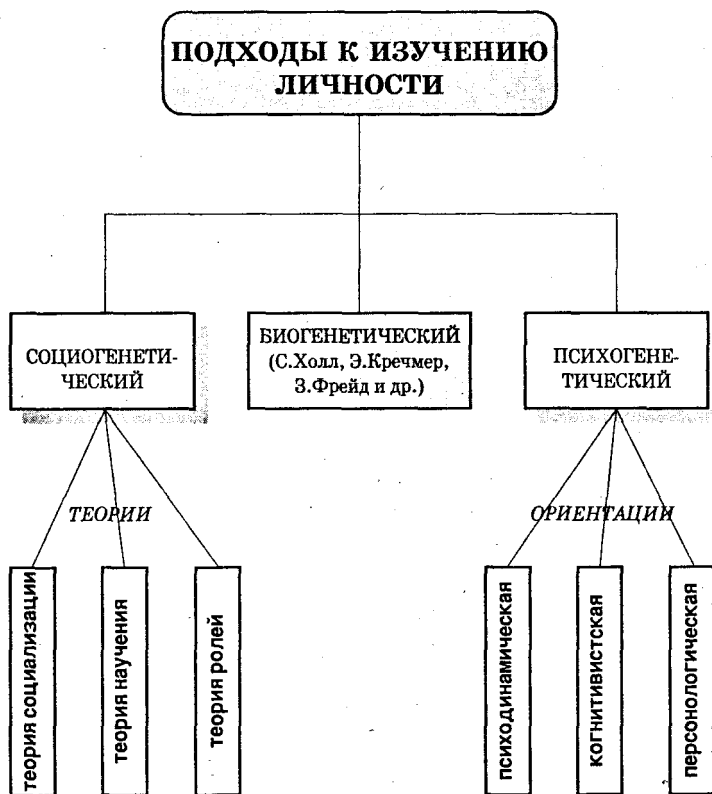 ПОДХОДЫ К ИЗУЧЕНИЮ
ЛИЧНОСТИ
СОЦИОГЕНЕТИ-
ЧЕСКИЙ
БИОГЕНЕТИЧЕСКИЙ
(С.Холл, Э.Кречмер,
З.Фрейд и др.)
ПСИХОГЕНЕ-
ТИЧЕСКИЙ
ТЕОРИИ
ОРИЕНТАЦИИ
теория социализации
теория научения
теория ролей
психодинамическая
когнитивистская
персонологическая